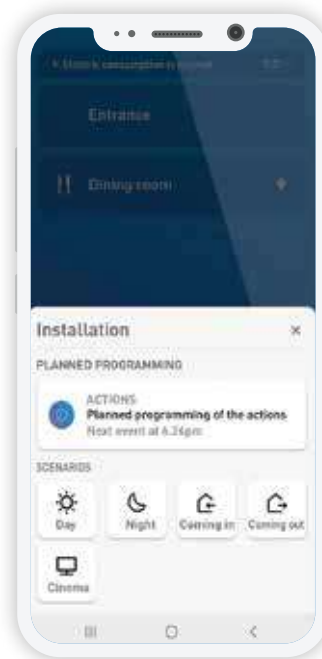 Entrance
Dining room
Installation
PLANNED PROGRAMMING
ACTIONS
Planned programming of the actions
Next event at 6.26pm
SCENARIOS
Day
Night
Coming in
Coming out
Cinema